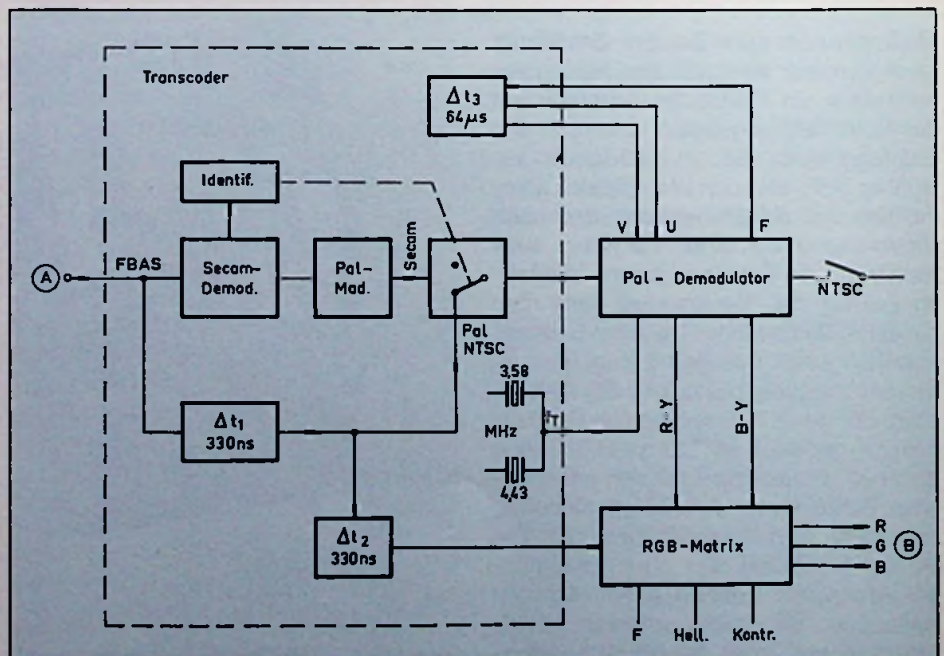 Transcoder
Δt₃
64µs
Identif.
V
U
F
A
FBAS
Secam-
Demod.
Pal-
Mod.
Secam
Pal - Demodulator
NTSC
Pal
NTSC
3,58
MHz
fT
4,43
R-Y
B-Y
Δt₁
330ns
Δt₂
330ns
RGB-Matrix
R
G
B
B
F
Hell.
Kontr.